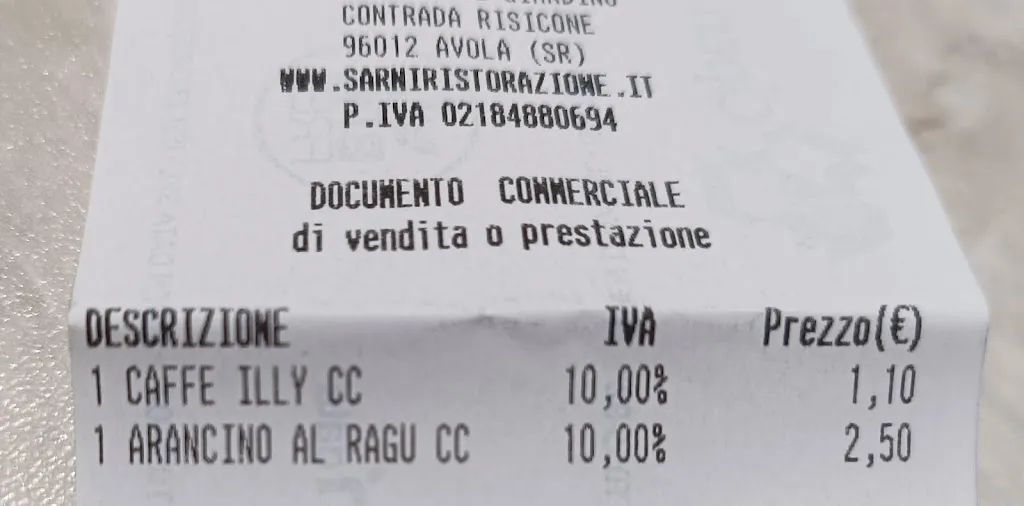 CONTRADA RISICONE
96012 AVOLA (SR)
WWW.SARNIRISTORAZIONE.IT
P.IVA 02184880694
DOCUMENTO COMMERCIALE
di vendita o prestazione
DESCRIZIONE IVA Prezzo(€)
1 CAFFE ILLY CC 10,00% 1,10
1 ARANCINO AL RAGU CC 10,00% 2,50